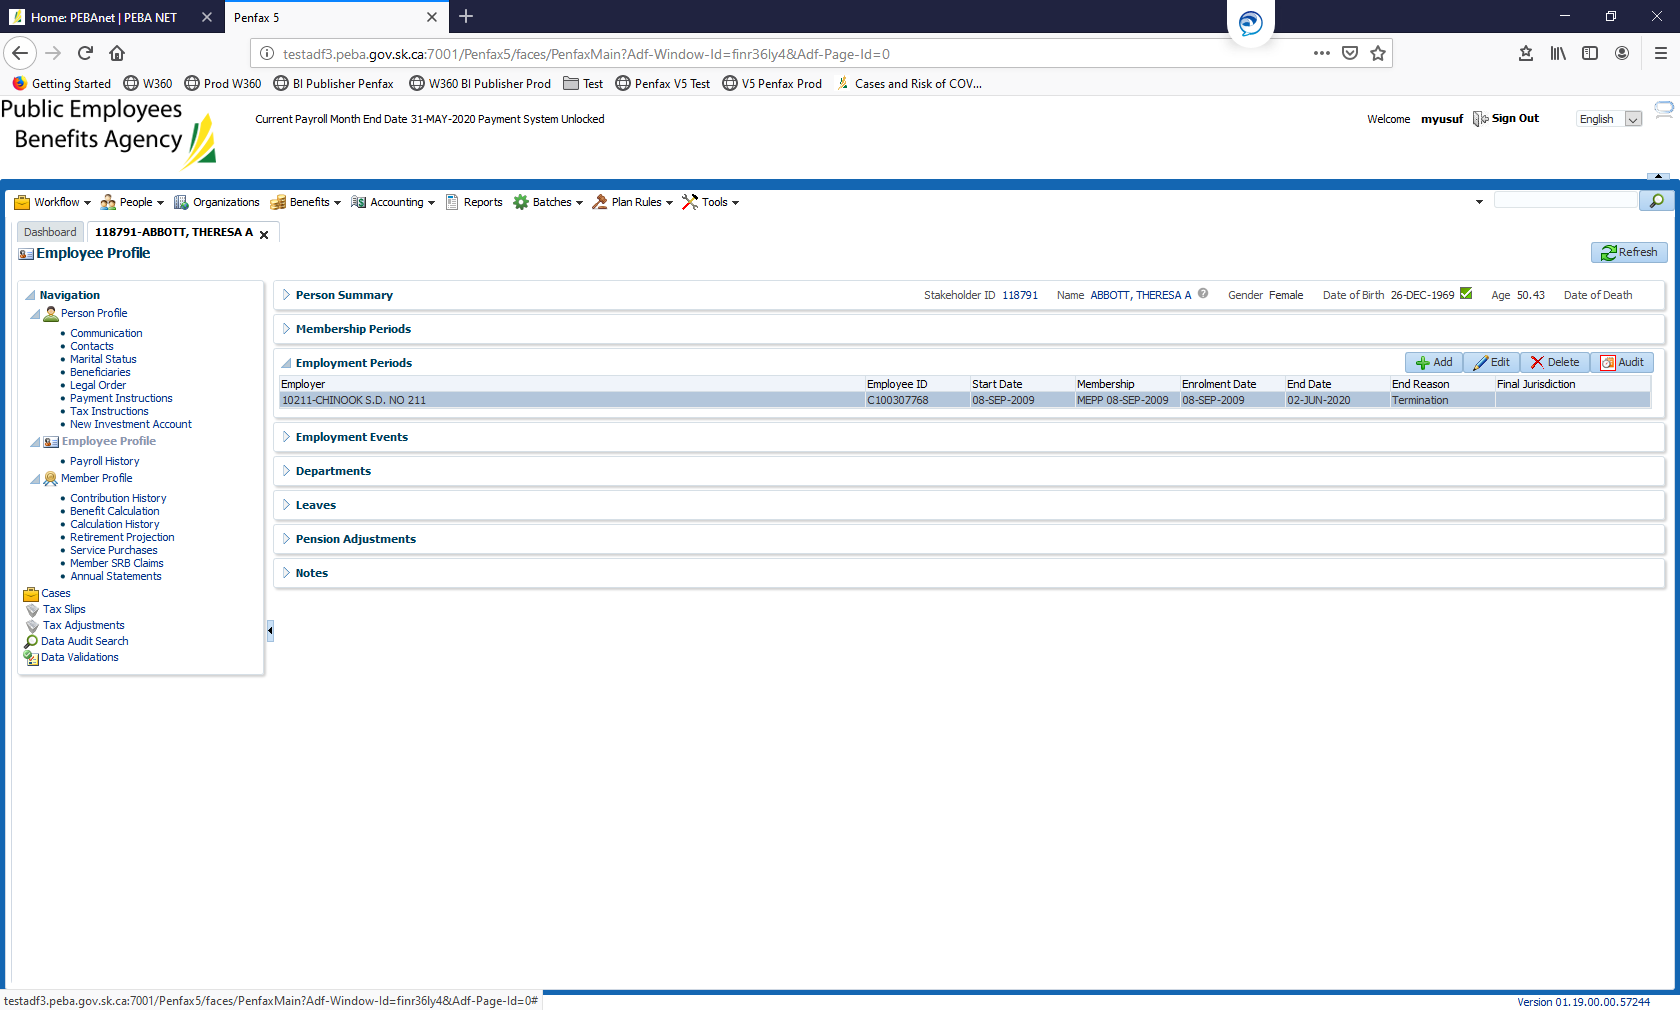 Home: PEBAnet | PEBA NET
Penfax 5
testadf3.peba.gov.sk.ca:7001/Penfax5/faces/PenfaxMain?Adf-Window-Id=finr36ly4&Adf-Page-Id=0
Getting Started W360 Prod W360 BI Publisher Penfax W360 BI Publisher Prod Test Penfax V5 Test V5 Penfax Prod Cases and Risk of COV...
Public Employees
Benefits Agency
Current Payroll Month End Date 31-MAY-2020 Payment System Unlocked
Welcome myusuf Sign Out English
Workflow People Organizations Benefits Accounting Reports Batches Plan Rules Tools
Dashboard 118791-ABBOTT, THERESA A
Employee Profile
Refresh
Navigation
Person Profile
Communication
Contacts
Marital Status
Beneficiaries
Legal Order
Payment Instructions
Tax Instructions
New Investment Account
Employee Profile
Payroll History
Member Profile
Contribution History
Benefit Calculation
Calculation History
Retirement Projection
Service Purchases
Member SRB Claims
Annual Statements
Cases
Tax Slips
Tax Adjustments
Data Audit Search
Data Validations
Person Summary Stakeholder ID 118791 Name ABBOTT, THERESA A Gender Female Date of Birth 26-DEC-1969 Age 50.43 Date of Death
Membership Periods
Employment Periods Add Edit Delete Audit
Employer Employee ID Start Date Membership Enrolment Date End Date End Reason Final Jurisdiction
10211-CHINOOK S.D. NO 211 C100307768 08-SEP-2009 MEPP 08-SEP-2009 08-SEP-2009 02-JUN-2020 Termination
Employment Events
Departments
Leaves
Pension Adjustments
Notes
testadf3.peba.gov.sk.ca:7001/Penfax5/faces/PenfaxMain?Adf-Window-Id=finr36ly4&Adf-Page-Id=0#
Version 01.19.00.00.57244